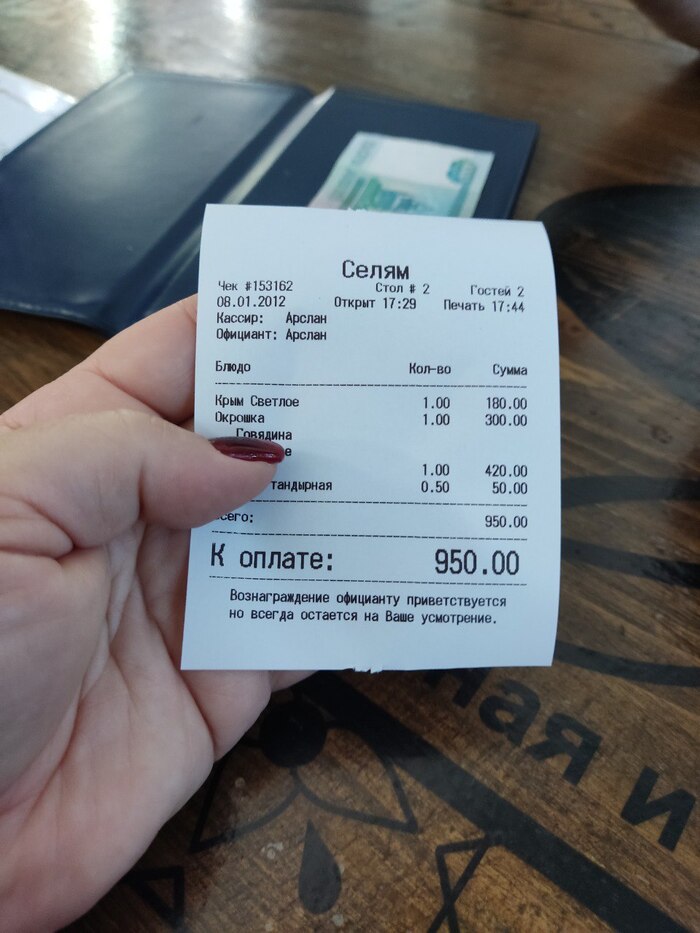 Селям
Чек #153162 Стол # 2 Гостей 2
08.01.2012 Открыт 17:29 Печать 17:44
Кассир: Арслан
Официант: Арслан
Блюдо Кол-во Сумма
Крым Светлое 1.00 180.00
Окрошка 1.00 300.00
Говядина
1.00 420.00
тандырная 0.50 50.00
сего: 950.00
К оплате: 950.00
Вознаграждение официанту приветствуется
но всегда остается на Ваше усмотрение.